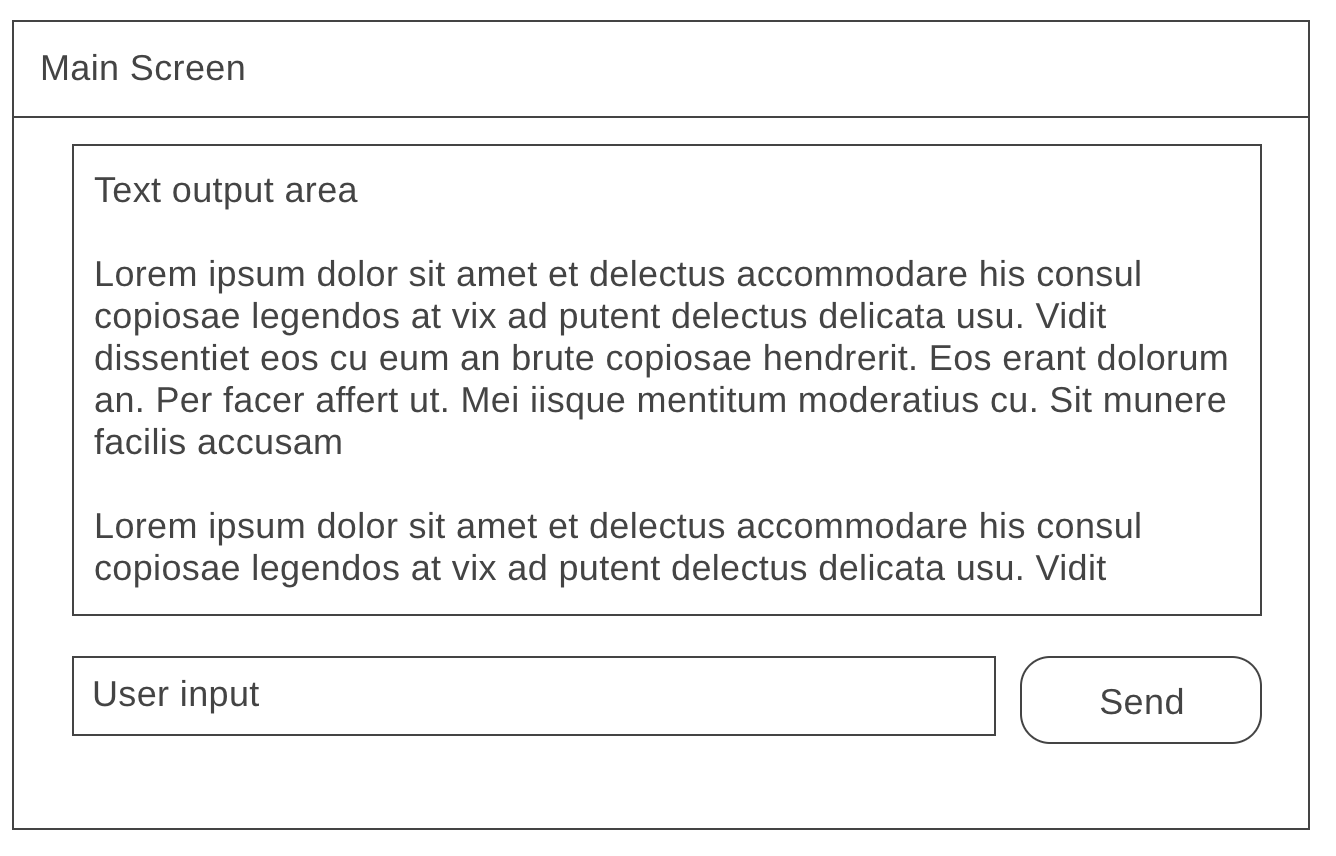 Main Screen
Text output area
Lorem ipsum dolor sit amet et delectus accommodare his consul
copiosae legendos at vix ad putent delectus delicata usu. Vidit
dissentiet eos cu eum an brute copiosae hendrerit. Eos erant dolorum
an. Per facer affert ut. Mei iisque mentitum moderatius cu. Sit munere
facilis accusam
Lorem ipsum dolor sit amet et delectus accommodare his consul
copiosae legendos at vix ad putent delectus delicata usu. Vidit
User input
Send